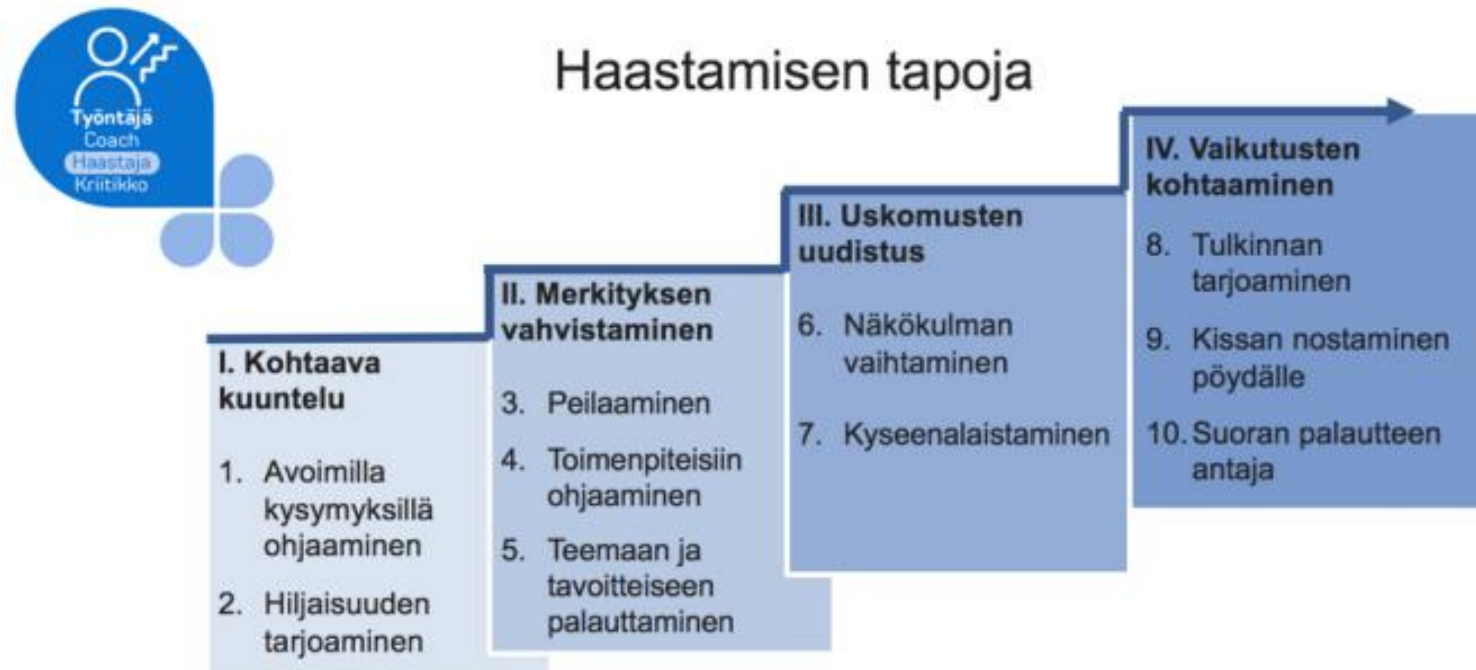 Haastamisen tapoja
Työntäjä
Coach
Haastaja
Kriitikko
I. Kohtaava
kuuntelu
1. Avoimilla
kysymyksillä
ohjaaminen
2. Hiljaisuuden
tarjoaminen
II. Merkityksen
vahvistaminen
3. Peilaaminen
4. Toimenpiteisiin
ohjaaminen
5. Teemaan ja
tavoitteiseen
palauttaminen
III. Uskomusten
uudistus
6. Näkökulman
vaihtaminen
7. Kyseenalaistaminen
IV. Vaikutusten
kohtaaminen
8. Tulkinnan
tarjoaminen
9. Kissan nostaminen
pöydälle
10. Suoran palautteen
antaja